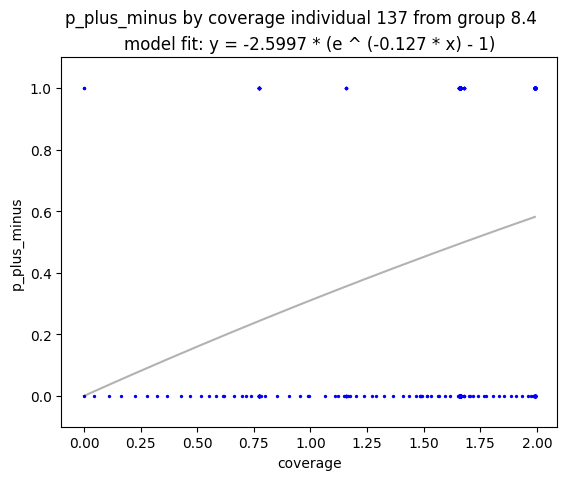 p_plus_minus by coverage individual 137 from group 8.4
model fit: y = -2.5997 * (e ^ (-0.127 * x) - 1)
1.0
0.8
0.6
0.4
0.2
0.0
p_plus_minus
0.00 0.25 0.50 0.75 1.00 1.25 1.50 1.75 2.00
coverage